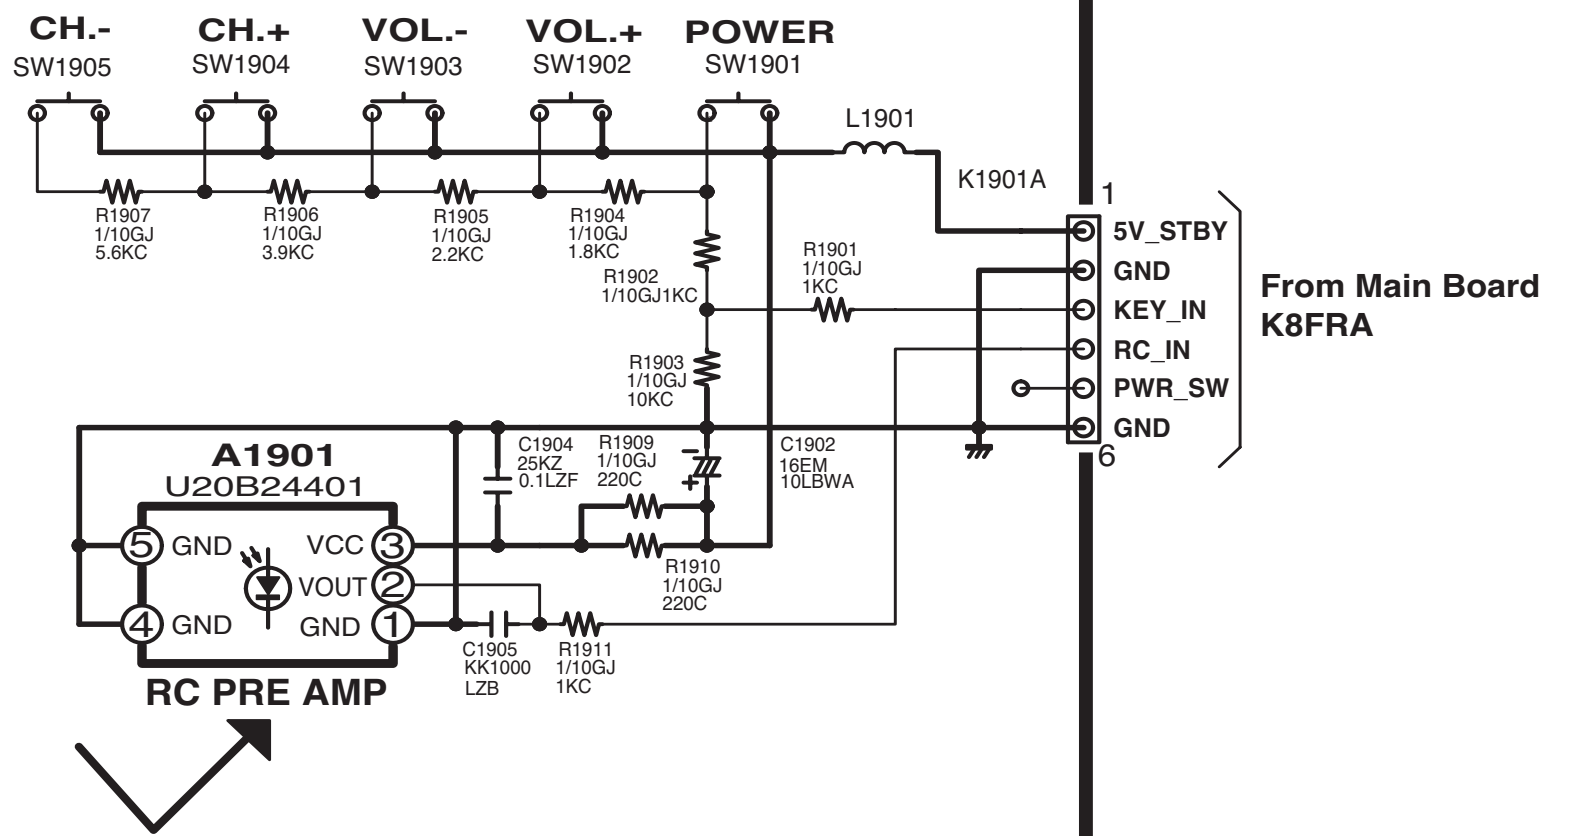 CH.-
SW1905
CH.+
SW1904
VOL.-
SW1903
VOL.+
SW1902
POWER
SW1901
L1901
K1901A
1
R1907
1/10GJ
5.6KC
R1906
1/10GJ
3.9KC
R1905
1/10GJ
2.2KC
R1904
1/10GJ
1.8KC
R1902
1/10GJ1KC
R1901
1/10GJ
1KC
5V_STBY
GND
KEY_IN
RC_IN
PWR_SW
GND
6
From Main Board
K8FRA
R1903
1/10GJ
10KC
A1901
U20B24401
C1904
25KZ
0.1LZF
R1909
1/10GJ
220C
-
+
C1902
16EM
10LBWA
5 GND
VCC 3
VOUT 2
4 GND
GND 1
R1910
1/10GJ
220C
C1905
KK1000
LZB
R1911
1/10GJ
1KC
RC PRE AMP